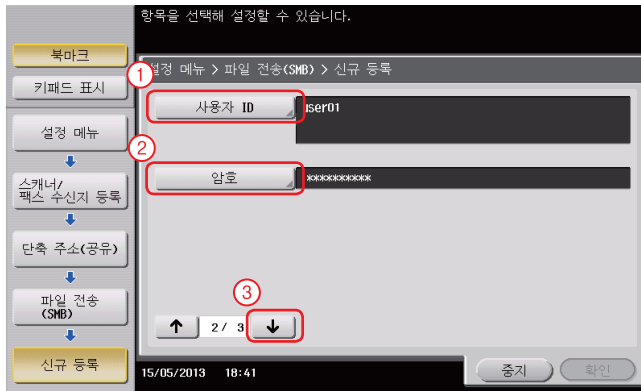 항목을 선택해 설정할 수 있습니다.
북마크
키패드 표시
설정 메뉴
스캐너/
팩스 수신지 등록
단축 주소(공유)
파일 전송
(SMB)
신규 등록
설정 메뉴 > 파일 전송(SMB) > 신규 등록
1
사용자 ID
user01
2
암호
**********
3
↑ 2/ 3 ↓
15/05/2013 18:41
중지
확인